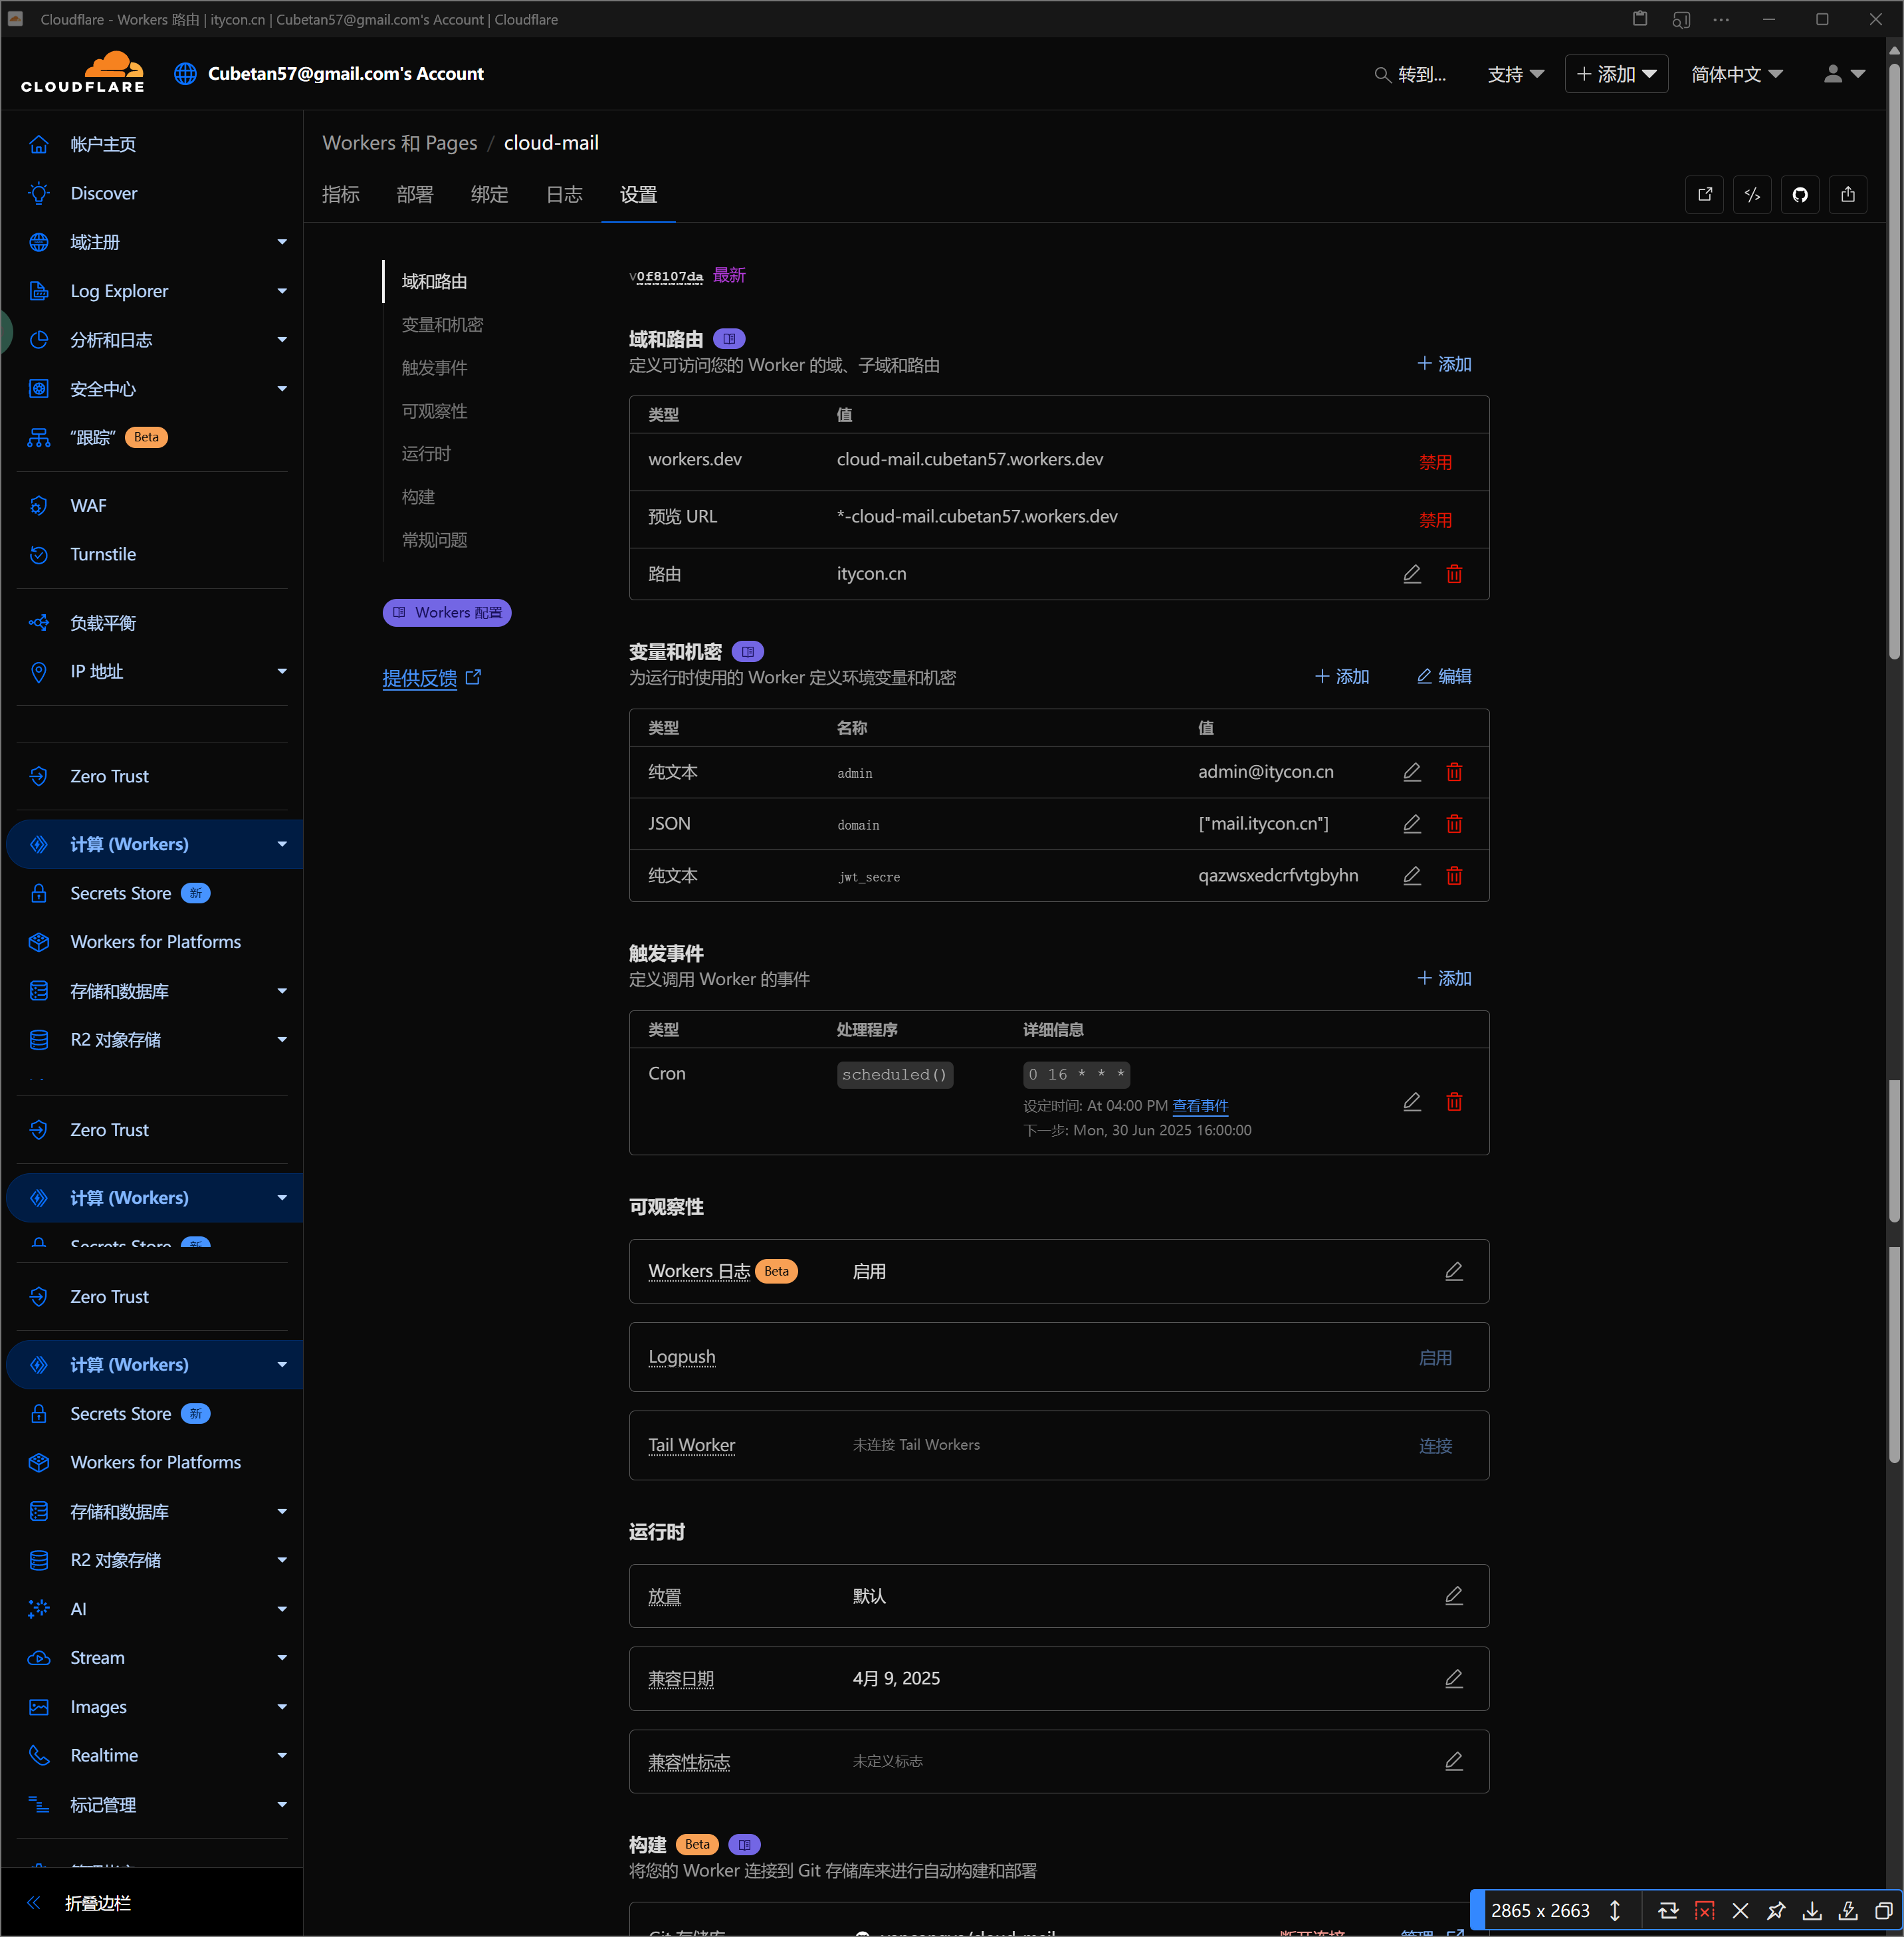 Cloudflare - Workers 路由 | itycon.cn | Cubetan57@gmail.com's Account | Cloudflare
CLOUDFLARE
Cubetan57@gmail.com's Account
转到...
支持
添加
简体中文
帐户主页
Discover
域注册
Log Explorer
分析和日志
安全中心
“跟踪” Beta
WAF
Turnstile
负载平衡
IP 地址
Zero Trust
计算 (Workers)
Secrets Store 新
Workers for Platforms
存储和数据库
R2 对象存储
Zero Trust
计算 (Workers)
Secrets Store 新
Zero Trust
计算 (Workers)
Secrets Store 新
Workers for Platforms
存储和数据库
R2 对象存储
AI
Stream
Images
Realtime
标记管理
折叠边栏
Workers 和 Pages / cloud-mail
指标 部署 绑定 日志 设置
域和路由
变量和机密
触发事件
可观察性
运行时
构建
常规问题
Workers 配置
提供反馈
v0f8107da 最新
域和路由
定义可访问您的 Worker 的域、子域和路由
添加
类型 值
workers.dev cloud-mail.cubetan57.workers.dev 禁用
预览 URL *-cloud-mail.cubetan57.workers.dev 禁用
路由 itycon.cn
变量和机密
为运行时使用的 Worker 定义环境变量和机密
添加 编辑
类型 名称 值
纯文本 admin admin@itycon.cn
JSON domain ["mail.itycon.cn"]
纯文本 jwt_secre qazwsxedcrfvtgbyhn
触发事件
定义调用 Worker 的事件
添加
类型 处理程序 详细信息
Cron scheduled() 0 16 * * *
设定时间: At 04:00 PM 查看事件
下一步: Mon, 30 Jun 2025 16:00:00
可观察性
Workers 日志 Beta 启用
Logpush 启用
Tail Worker 未连接 Tail Workers 连接
运行时
放置 默认
兼容日期 4月 9, 2025
兼容性标志 未定义标志
构建 Beta
将您的 Worker 连接到 Git 存储库来进行自动构建和部署
Git 存储库 断开连接 管理
2865 x 2663